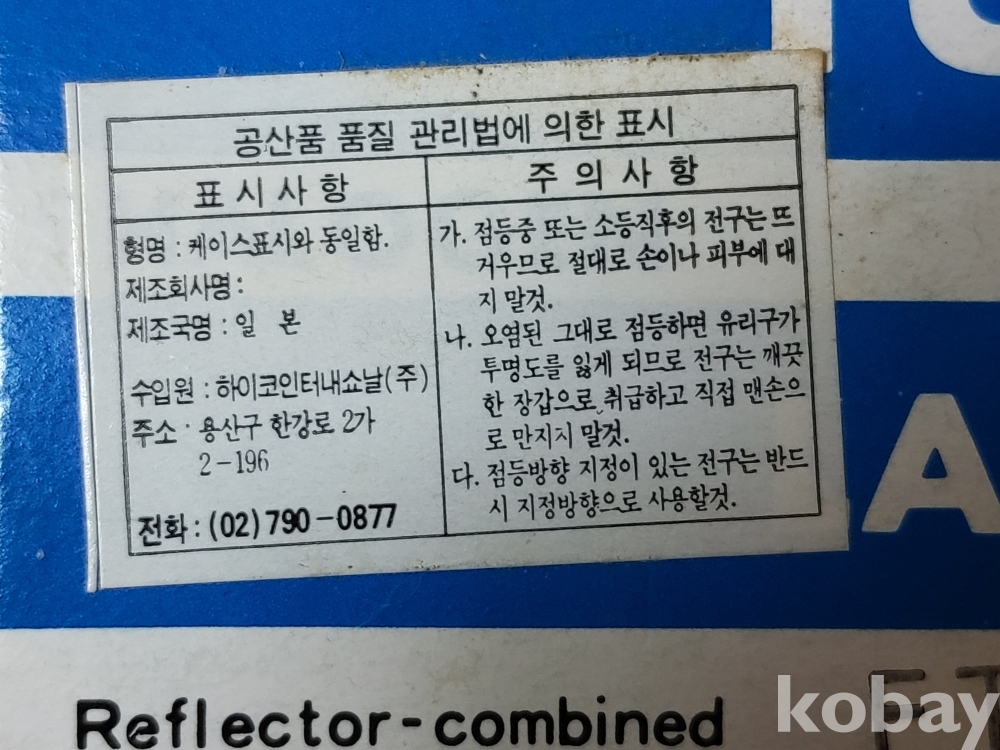 공산품 품질 관리법에 의한 표시
표시사항
형명 : 케이스표시와 동일함.
제조회사명:
제조국명 : 일 본
수입원 : 하이코인터내쇼날(주)
주소 : 용산구 한강로 2가
2-196
전화 : (02)790-0877
주의사항
가. 점등중 또는 소등직후의 전구는 뜨
거우므로 절대로 손이나 피부에 대
지 말것.
나. 오염된 그대로 점등하면 유리구가
투명도를 잃게 되므로 전구는 깨끗
한 장갑으로 취급하고 직접 맨손으
로 만지지 말것.
다. 점등방향 지정이 있는 전구는 반드
시 지정방향으로 사용할것.
A
Reflector-combined
kobay